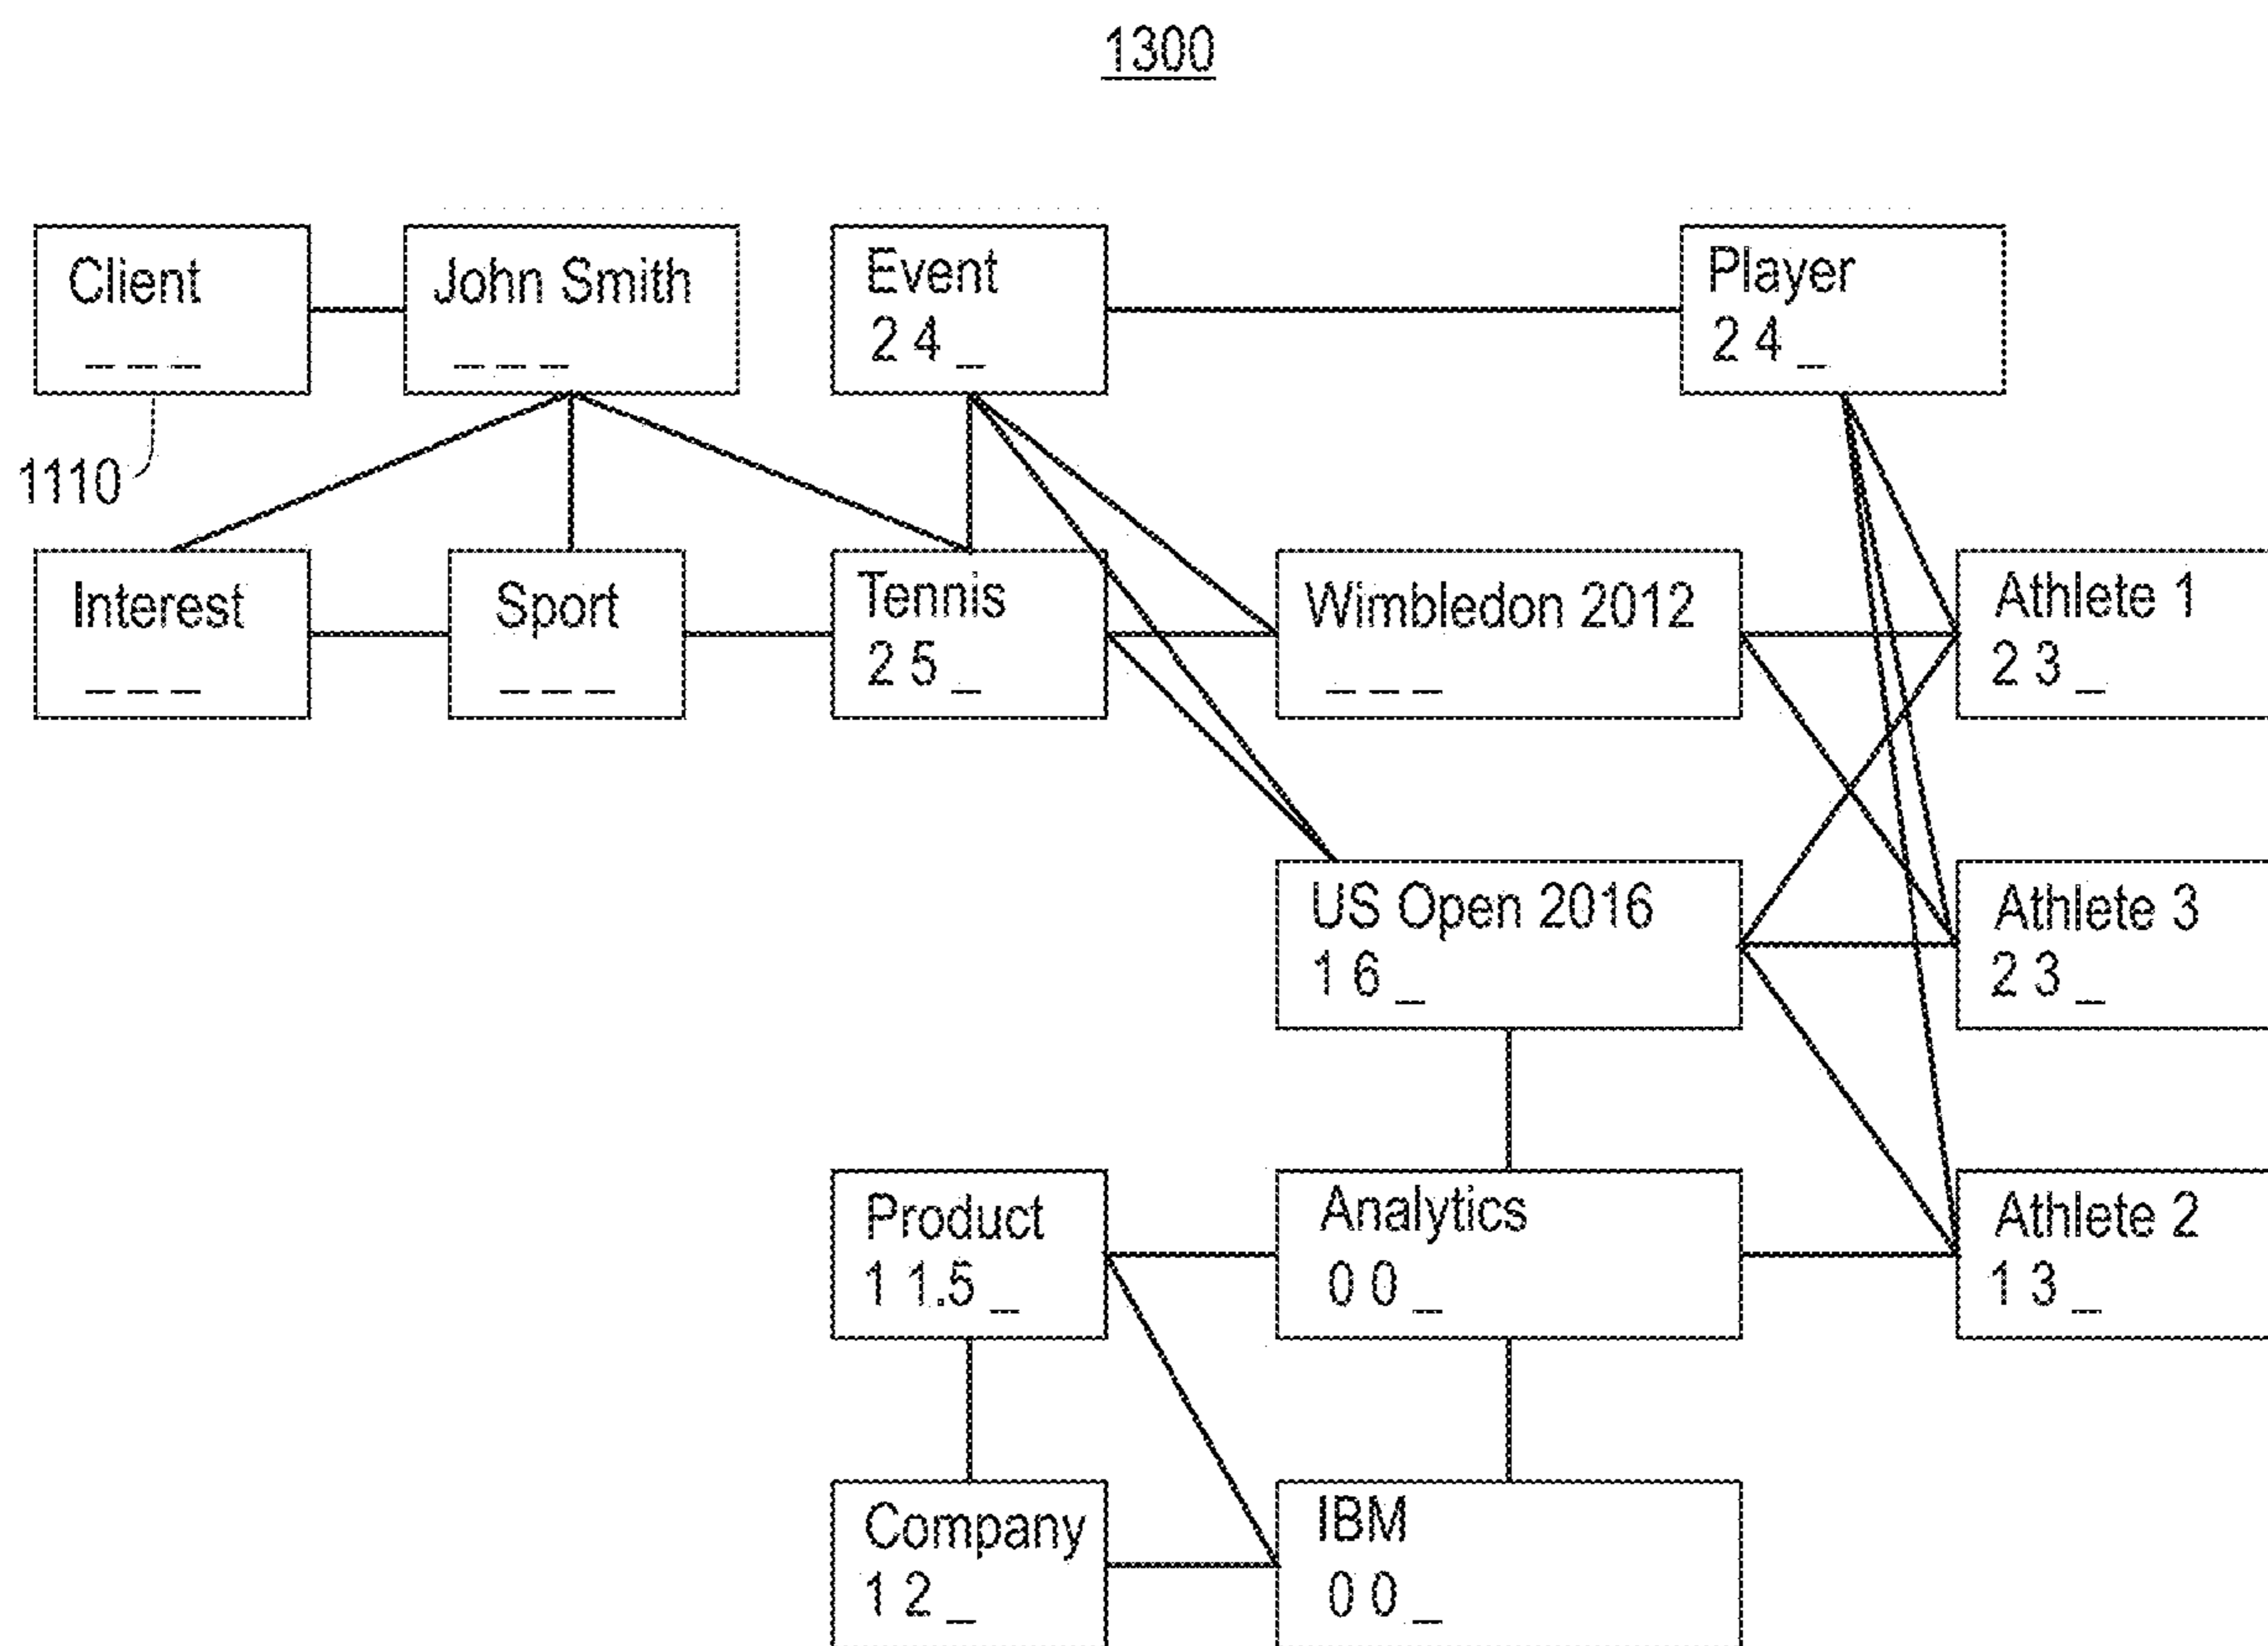 1300
Client
_ _ _
John Smith
_ _ _
Event
2 4 _
Player
2 4 _
1110
Interest
_ _ _
Sport
_ _ _
Tennis
2 5 _
Wimbledon 2012
_ _ _
Athlete 1
2 3 _
US Open 2016
1 6 _
Athlete 3
2 3 _
Product
1 1.5 _
Analytics
0 0 _
Athlete 2
1 3 _
Company
1 2 _
IBM
0 0 _